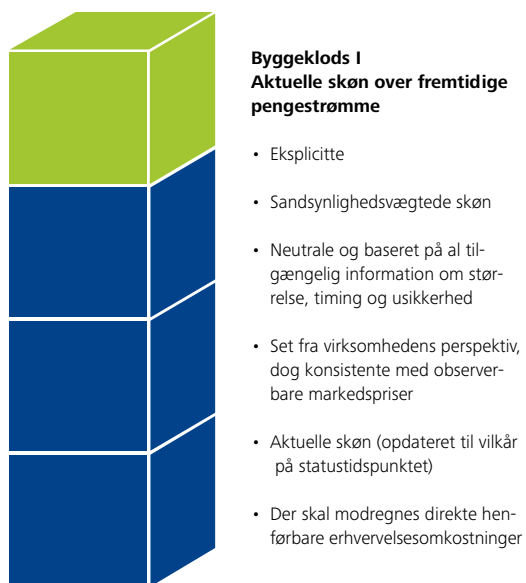 Byggeklods I
Aktuelle skøn over fremtidige
pengestrømme
• Eksplicitte
• Sandsynlighedsvægtede skøn
• Neutrale og baseret på al til-
gængelig information om stør-
relse, timing og usikkerhed
• Set fra virksomhedens perspektiv,
dog konsistente med observer-
bare markedspriser
• Aktuelle skøn (opdateret til vilkår
på statustidspunktet)
• Der skal modregnes direkte hen-
førbare erhvervelsesomkostninger